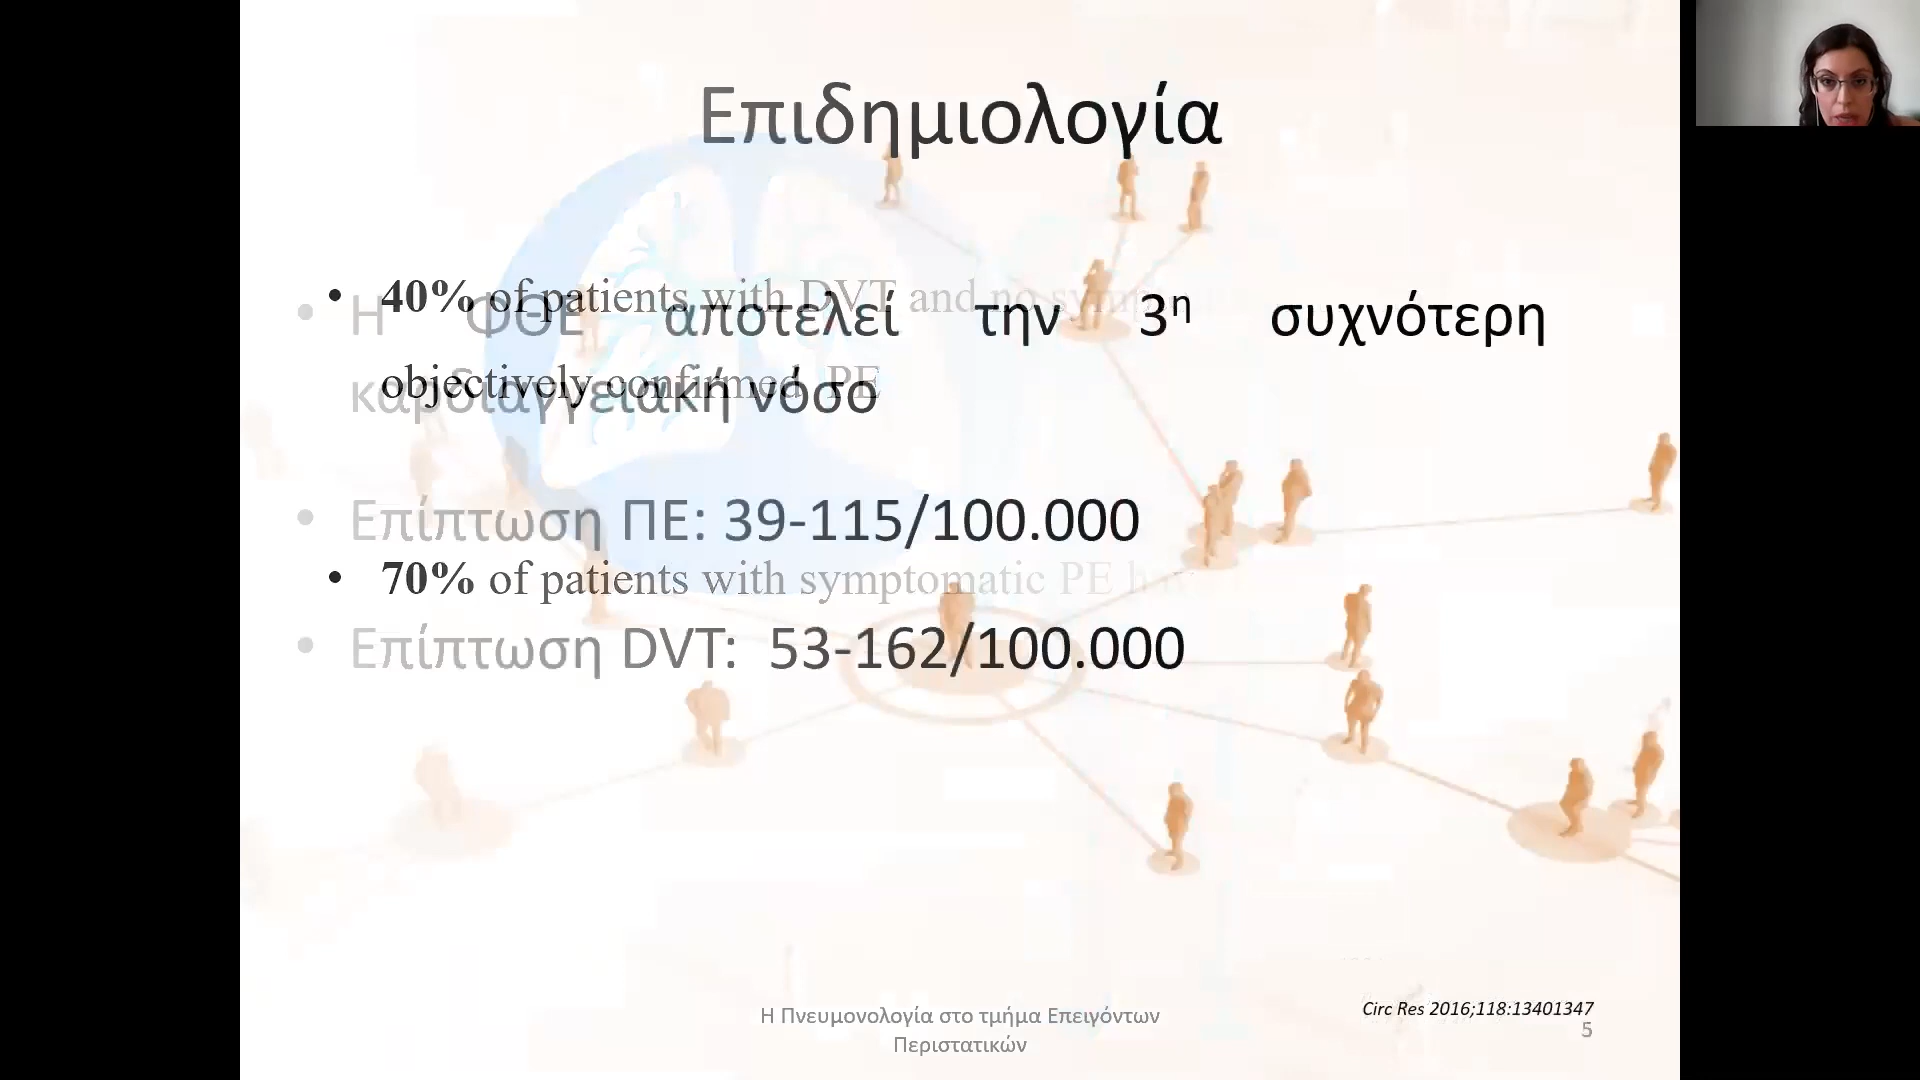 Επιδημιολογία
• 40% of patients with DVT and no
objectively confirmed PE
• Η ΦΘΕ αποτελεί την 3η συχνότερη
καρδιαγγειακή νόσο
• Επίπτωση ΠΕ: 39-115/100.000
• 70% of patients with symptomatic PE
• Επίπτωση DVT: 53-162/100.000
Circ Res 2016;118:13401347
Η Πνευμονολογία στο τμήμα Επειγόντων
Περιστατικών
5